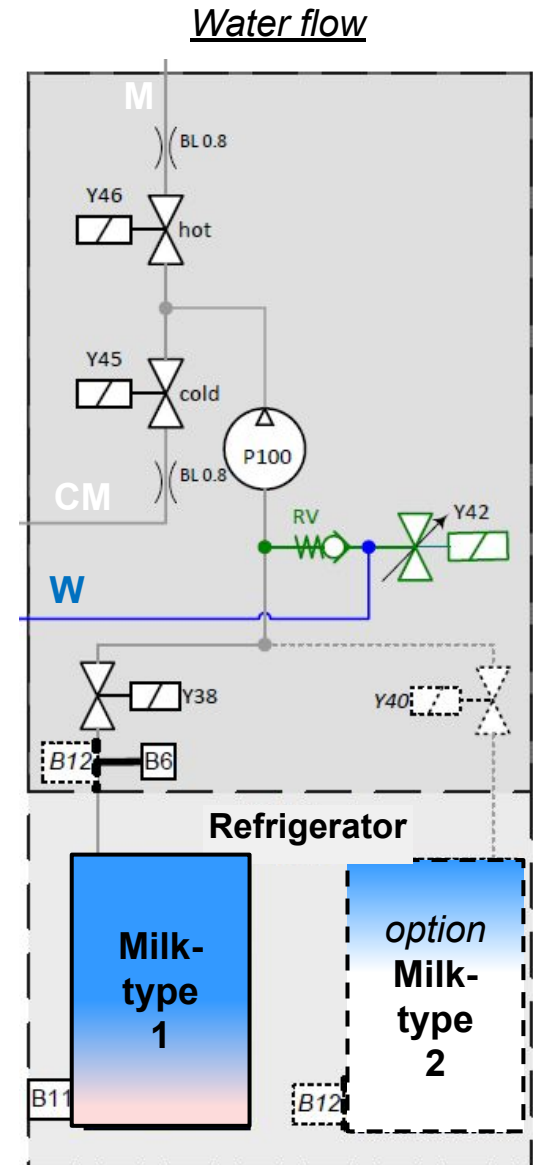 Water flow
M
BL 0.8
Y46
hot
Y45
cold
P100
CM
BL 0.8
RV
Y42
W
Y38
Y40
B12
B6
Refrigerator
Milk-
type
1
option
Milk-
type
2
B11
B12